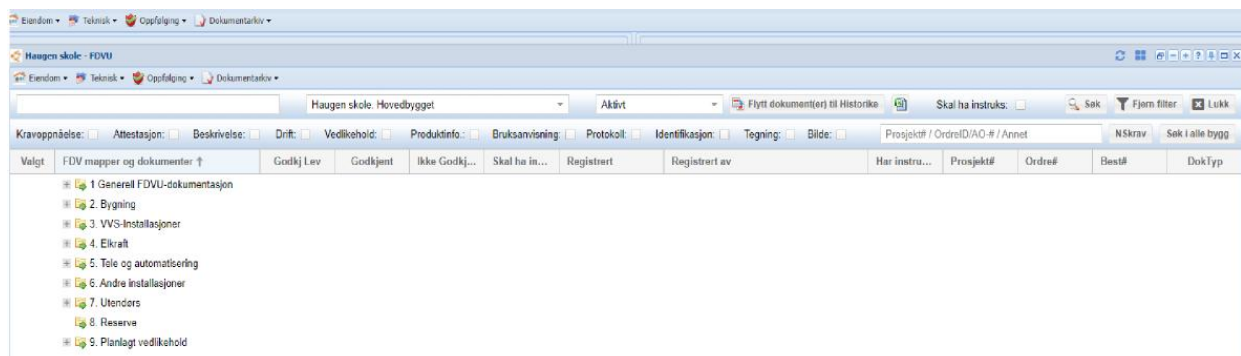 Eiendom Teknisk Oppfølging Dokumentarkiv
Haugen skole - FDVU
Eiendom Teknisk Oppfølging Dokumentarkiv
Haugen skole. Hovedbygget Aktivt Flytt dokument(er) til Historike Skal ha instruks: Søk Fjern filter Lukk
Kravoppnåelse: Attestasjon: Beskrivelse: Drift: Vedlikehold: Produktinfo.: Bruksanvisning: Protokoll: Identifikasjon: Tegning: Bilde: Prosjekt# / OrdreID/AO-# / Annet NSkrav Søk i alle bygg
Valgt FDV mapper og dokumenter ↑ Godkj Lev Godkjent Ikke Godkj... Skal ha in... Registrert Registrert av Har instru... Prosjekt# Ordre# Best# DokTyp
1 Generell FDVU-dokumentasjon
2. Bygning
3. VVS-Installasjoner
4. Elkraft
5. Tele og automatisering
6. Andre installasjoner
7. Utendørs
8. Reserve
9. Planlagt vedlikehold